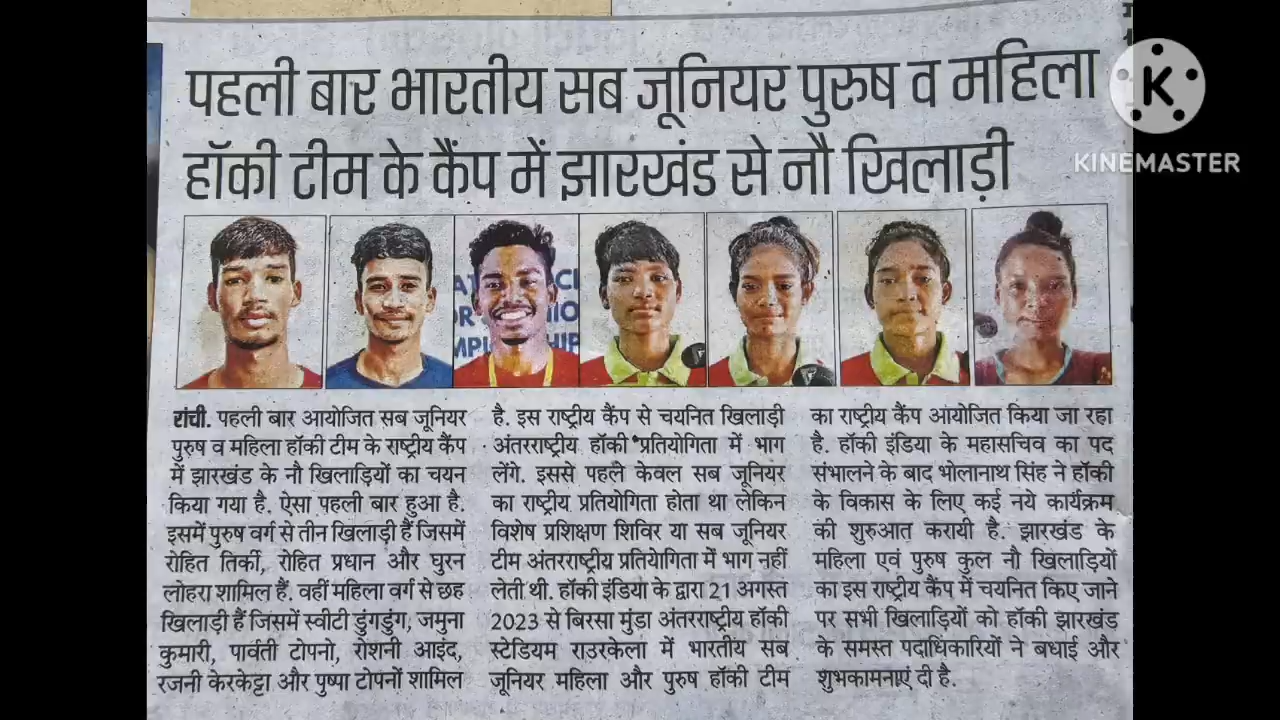 पहली बार भारतीय सब जूनियर पुरुष व महिला
हॉकी टीम के कैंप में झारखंड से नौ खिलाड़ी
K
KINEMASTER
रांची. पहली बार आयोजित सब जूनियर
पुरुष व महिला हॉकी टीम के राष्ट्रीय कैंप
में झारखंड के नौ खिलाड़ियों का चयन
किया गया है. ऐसा पहली बार हुआ है.
इसमें पुरुष वर्ग से तीन खिलाड़ी हैं जिसमें
रोहित तिर्की, रोहित प्रधान और घुरन
लोहरा शामिल हैं. वहीं महिला वर्ग से छह
खिलाड़ी हैं जिसमें स्वीटी डुंगडुंग, जमुना
कुमारी, पार्वती टोपनो, रोशनी आइंद,
रजनी केरकेट्टा और पुष्पा टोपनों शामिल
है. इस राष्ट्रीय कैंप से चयनित खिलाड़ी
अंतरराष्ट्रीय हॉकी प्रतियोगिता में भाग
लेंगे. इससे पहले केवल सब जूनियर
का राष्ट्रीय प्रतियोगिता होता था लेकिन
विशेष प्रशिक्षण शिविर या सब जूनियर
टीम अंतरराष्ट्रीय प्रतियोगिता में भाग नहीं
लेती थी. हॉकी इंडिया के द्वारा 21 अगस्त
2023 से बिरसा मुंडा अंतरराष्ट्रीय हॉकी
स्टेडियम राउरकेला में भारतीय सब
जूनियर महिला और पुरुष हॉकी टीम
का राष्ट्रीय कैंप आयोजित किया जा रहा
है. हॉकी इंडिया के महासचिव का पद
संभालने के बाद भोलानाथ सिंह ने हॉकी
के विकास के लिए कई नये कार्यक्रम
की शुरुआत करायी है. झारखंड के
महिला एवं पुरुष कुल नौ खिलाड़ियों
का इस राष्ट्रीय कैंप में चयनित किए जाने
पर सभी खिलाड़ियों को हॉकी झारखंड
के समस्त पदाधिकारियों ने बधाई और
शुभकामनाएं दी है.